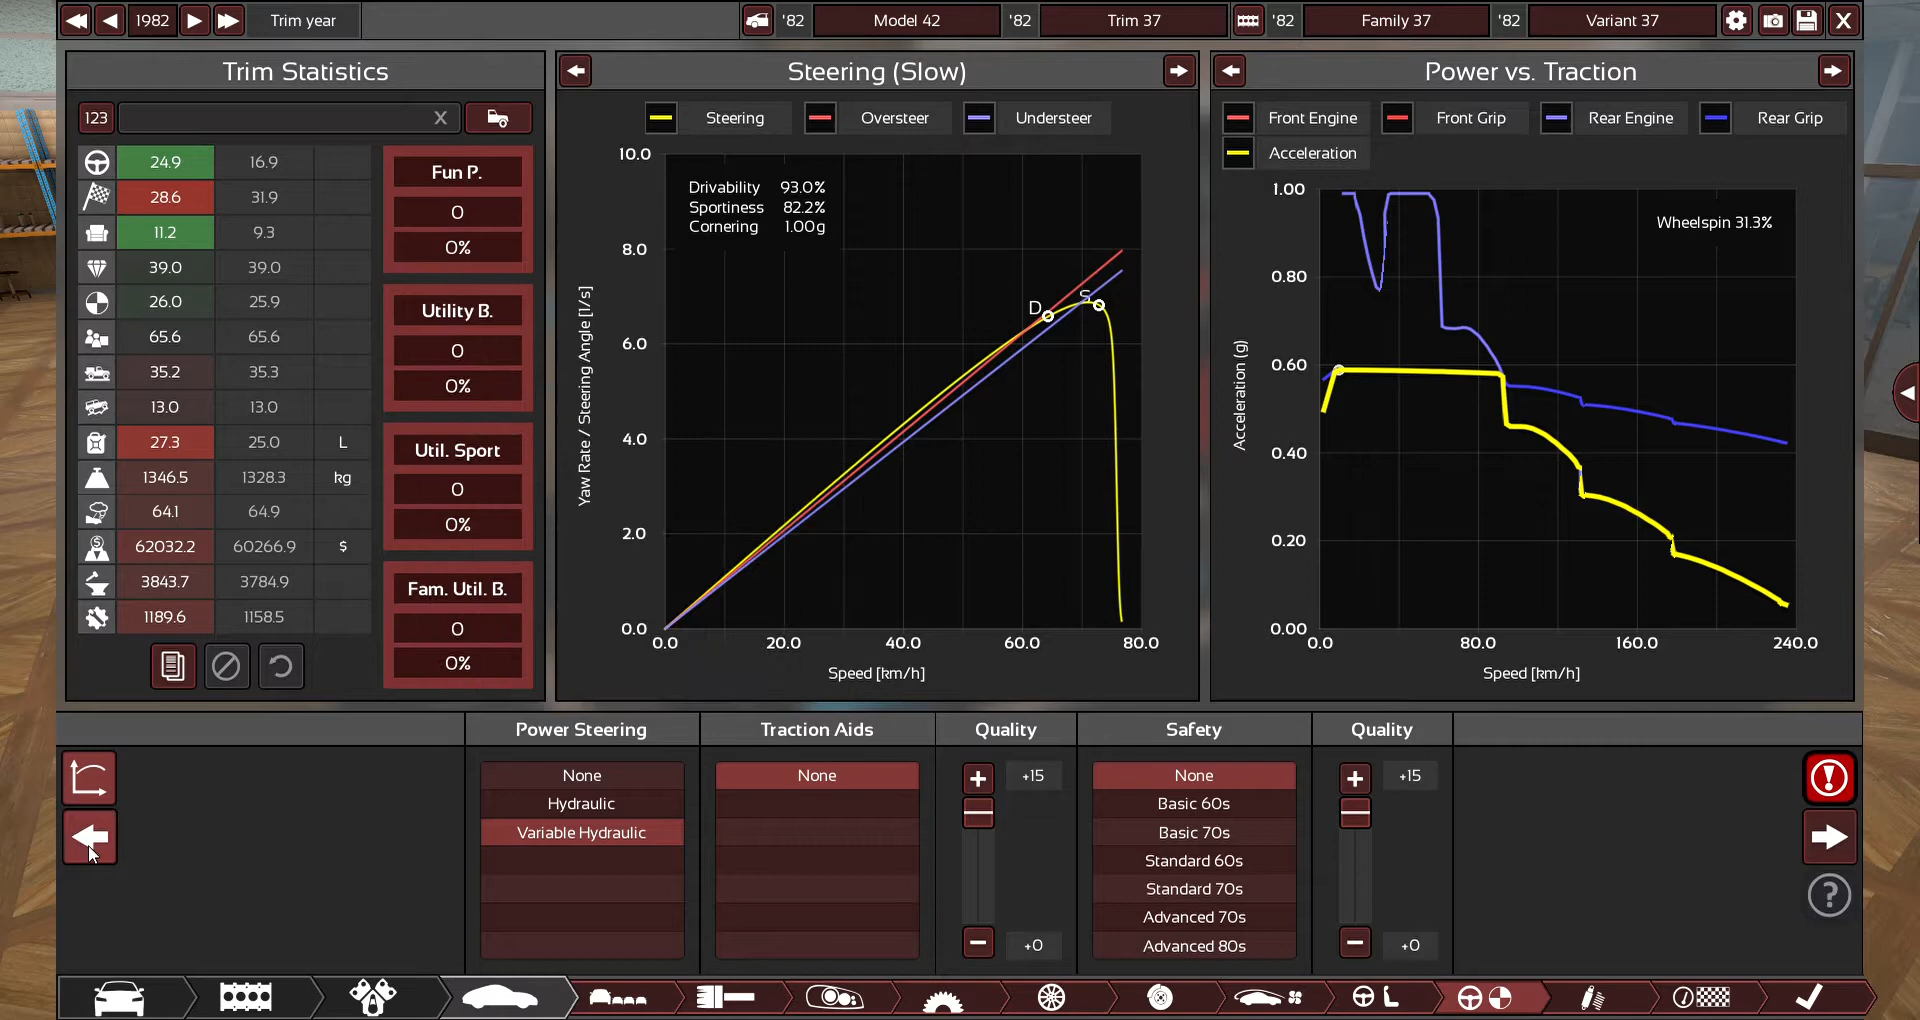 1982
Trim year
'82
Model 42
'82
Trim 37
'82
Family 37
'82
Variant 37
X
Trim Statistics
123
X
24.9 16.9
28.6 31.9
11.2 9.3
39.0 39.0
26.0 25.9
65.6 65.6
35.2 35.3
13.0 13.0
27.3 25.0 L
1346.5 1328.3 kg
64.1 64.9
62032.2 60266.9 $
3843.7 3784.9
1189.6 1158.5
Fun P.
0
0%
Utility B.
0
0%
Util. Sport
0
0%
Fam. Util. B.
0
0%
Steering (Slow)
Steering
Oversteer
Understeer
Drivability 93.0%
Sportiness 82.2%
Cornering 1.00g
D
S
10.0
8.0
6.0
4.0
2.0
0.0
Yaw Rate / Steering Angle [1/s]
0.0 20.0 40.0 60.0 80.0
Speed [km/h]
Power vs. Traction
Front Engine
Front Grip
Rear Engine
Rear Grip
Acceleration
Wheelspin 31.3%
1.00
0.80
0.60
0.40
0.20
0.00
Acceleration (g)
0.0 80.0 160.0 240.0
Speed [km/h]
Power Steering
None
Hydraulic
Variable Hydraulic
Traction Aids
None
Quality
+15
+0
Safety
None
Basic 60s
Basic 70s
Standard 60s
Standard 70s
Advanced 70s
Advanced 80s
Quality
+15
+0